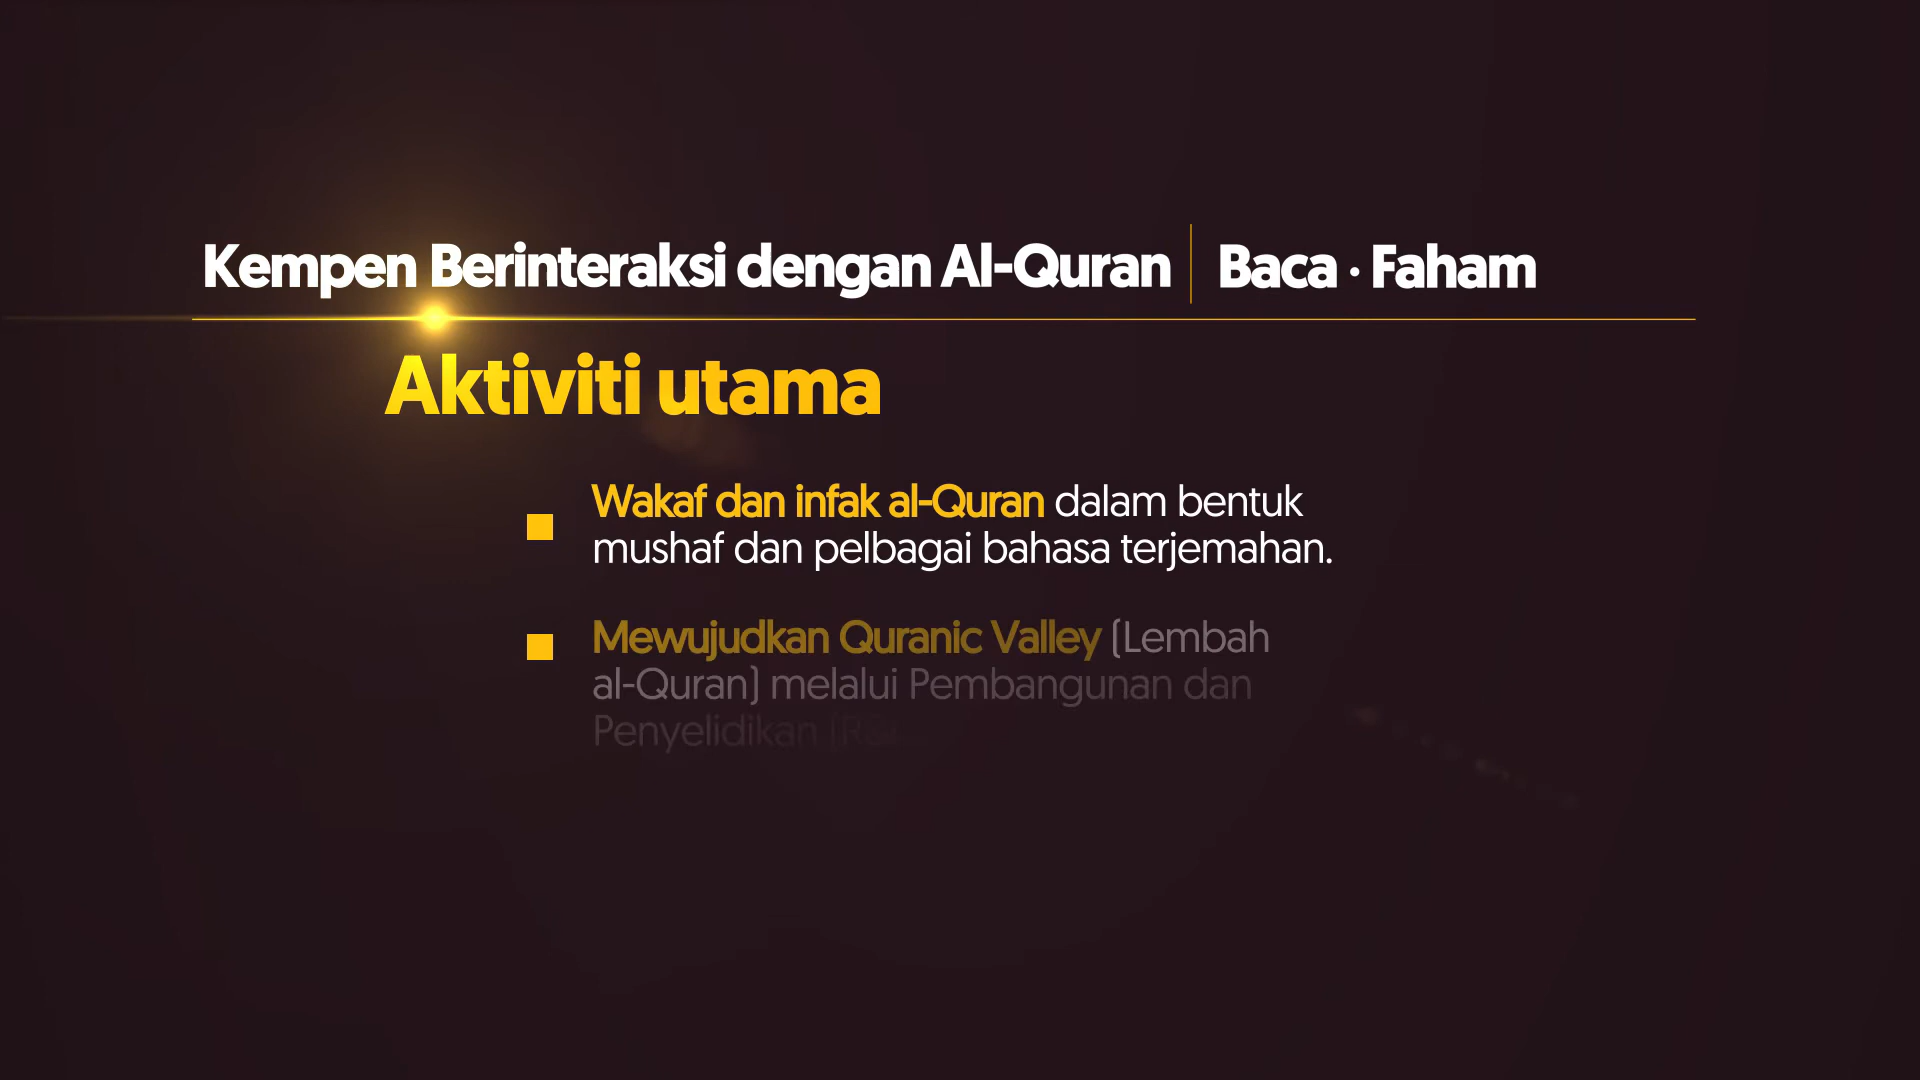 Kempen Berinteraksi dengan Al-Quran | Baca · Faham
Aktiviti utama
Wakaf dan infak al-Quran dalam bentuk
mushaf dan pelbagai bahasa terjemahan.
Mewujudkan Quranic Valley (Lembah
al-Quran) melalui Pembangunan dan
Penyelidikan